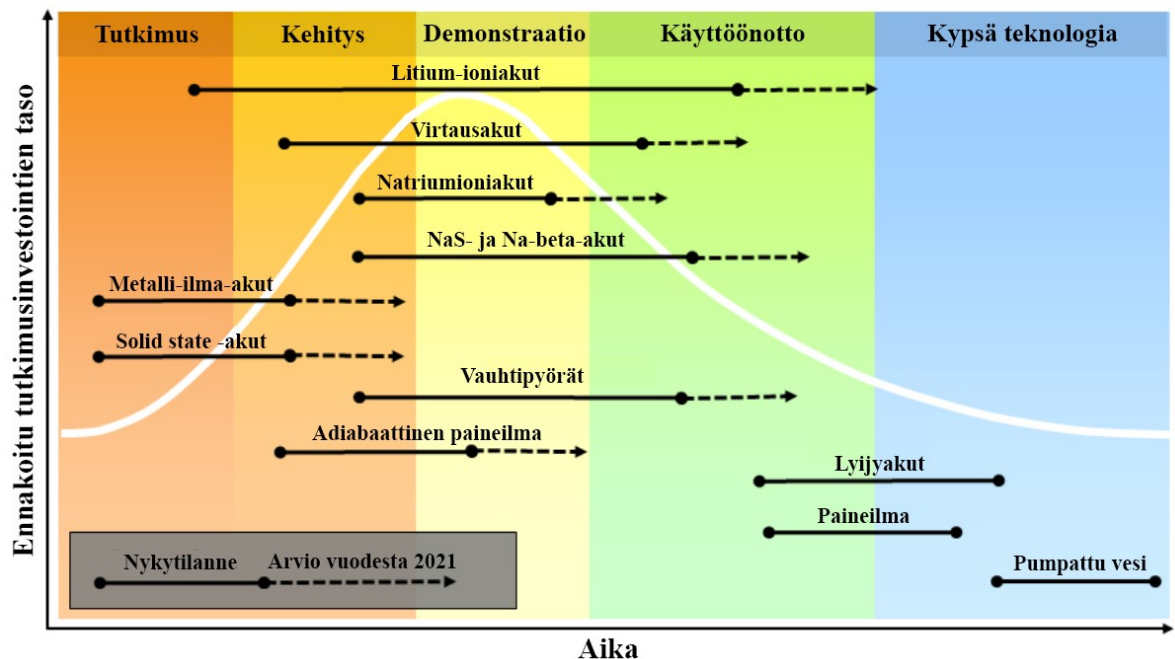 Tutkimus
Kehitys
Demonstraatio
Käyttöönotto
Kypsä teknologia
Ennakoitu tutkimusinvestointien taso
Litium-ioniakut
Virtausakut
Natriumioniakut
NaS- ja Na-beta-akut
Metalli-ilma-akut
Solid state -akut
Vauhtipyörät
Adiabaattinen paineilma
Lyijyakut
Paineilma
Pumpattu vesi
Nykytilanne
Arvio vuodesta 2021
Aika